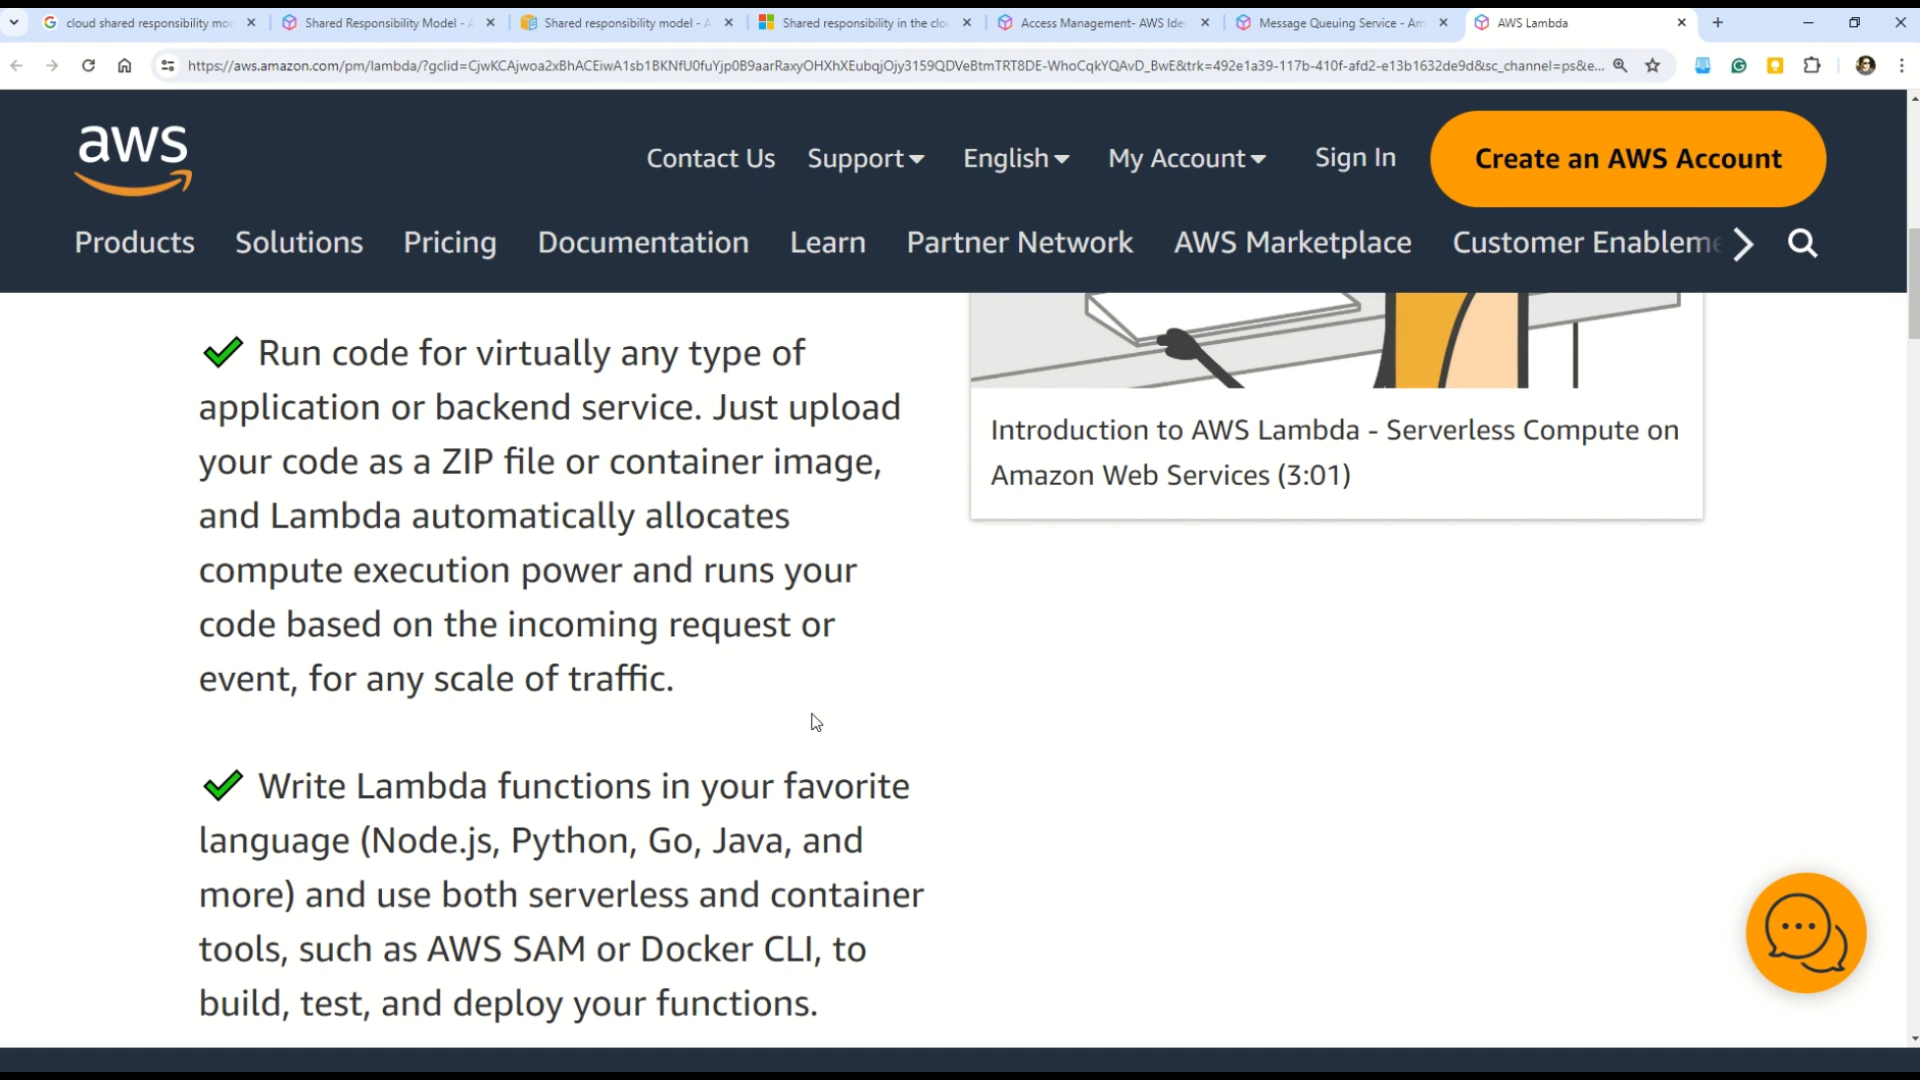 cloud shared responsibility mo
Shared Responsibility Model -
Shared responsibility model -
Shared responsibility in the clo
Access Management- AWS Ide
Message Queuing Service - Am
AWS Lambda
https://aws.amazon.com/pm/lambda/?gclid=CjwKCAjwoa2xBhACEiwA1sb1BKNfU0fuYjp0B9aarRaxyOHXhXEubqjOjy3159QDVeBtmTRT8DE-WhoCqkYQAvD_BwE&trk=492e1a39-117b-410f-afd2-e13b1632de9d&sc_channel=ps&e...
aws
Contact Us Support English My Account Sign In Create an AWS Account
Products Solutions Pricing Documentation Learn Partner Network AWS Marketplace Customer Enableme
Run code for virtually any type of
application or backend service. Just upload
your code as a ZIP file or container image,
and Lambda automatically allocates
compute execution power and runs your
code based on the incoming request or
event, for any scale of traffic.
Introduction to AWS Lambda - Serverless Compute on
Amazon Web Services (3:01)
Write Lambda functions in your favorite
language (Node.js, Python, Go, Java, and
more) and use both serverless and container
tools, such as AWS SAM or Docker CLI, to
build, test, and deploy your functions.